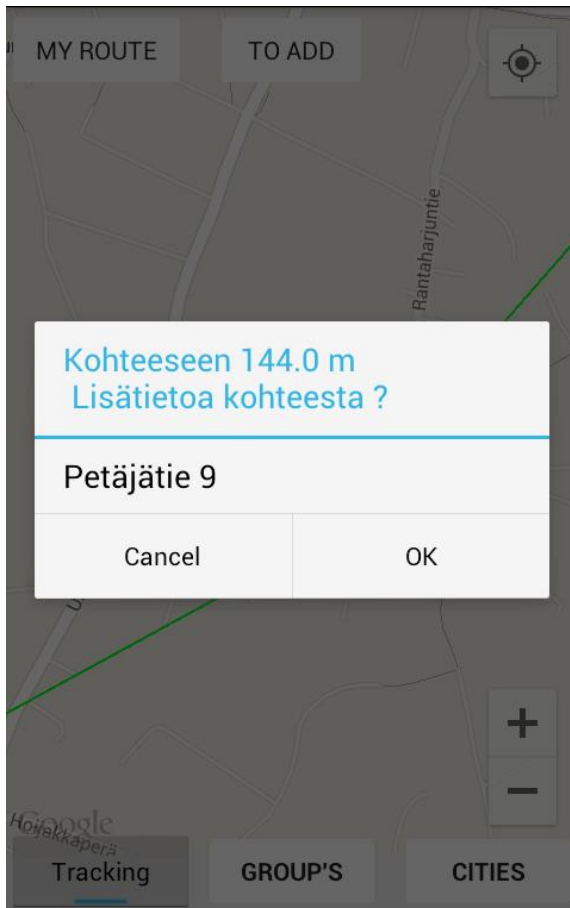 MY ROUTE
TO ADD
Rantaharjuntie
Kohteeseen 144.0 m
Lisätietoa kohteesta ?
Petäjätie 9
Cancel
OK
Google
Hoijakkaperä
Tracking
GROUP'S
CITIES